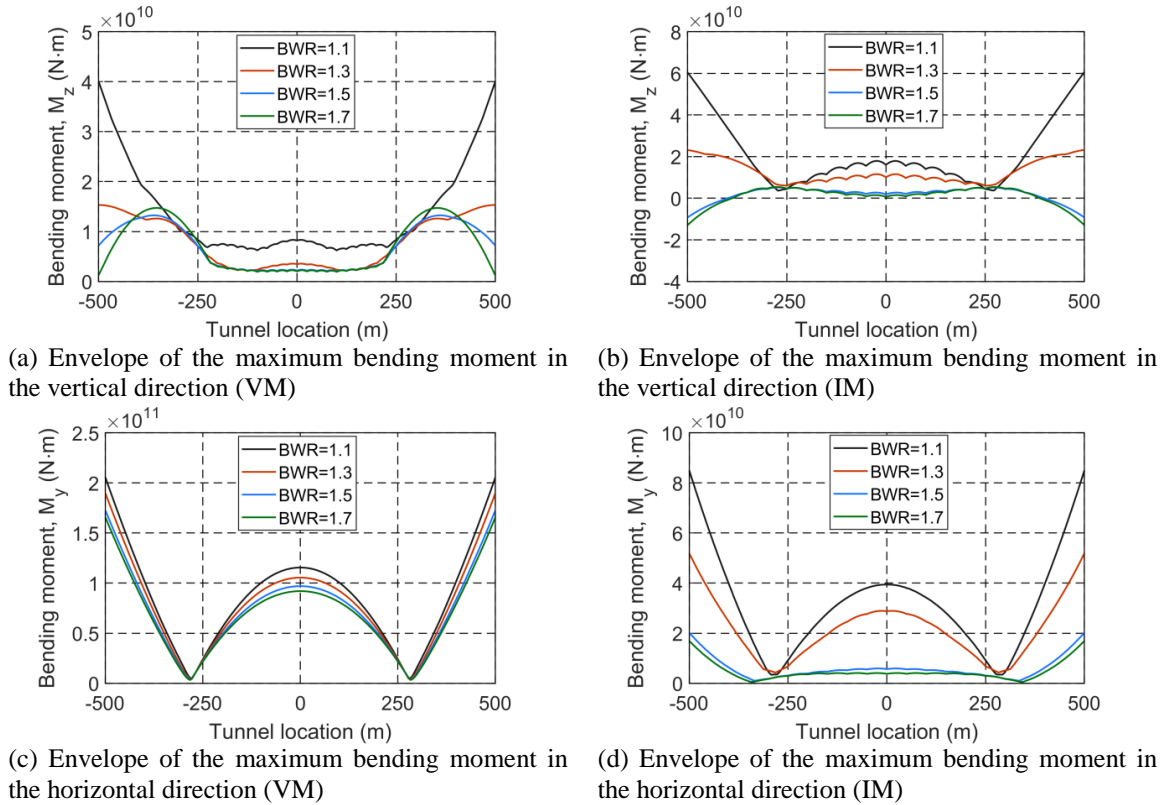 ×10^10
5
4
3
2
1
0
Bending moment, M_z (N·m)
BWR=1.1
BWR=1.3
BWR=1.5
BWR=1.7
-500 -250 0 250 500
Tunnel location (m)
(a) Envelope of the maximum bending moment in
the vertical direction (VM)
×10^10
8
6
4
2
0
-2
-4
Bending moment, M_z (N·m)
BWR=1.1
BWR=1.3
BWR=1.5
BWR=1.7
-500 -250 0 250 500
Tunnel location (m)
(b) Envelope of the maximum bending moment in
the vertical direction (IM)
×10^11
2.5
2
1.5
1
0.5
0
Bending moment, M_y (N·m)
BWR=1.1
BWR=1.3
BWR=1.5
BWR=1.7
-500 -250 0 250 500
Tunnel location (m)
(c) Envelope of the maximum bending moment in
the horizontal direction (VM)
×10^10
10
8
6
4
2
0
Bending moment, M_y (N·m)
BWR=1.1
BWR=1.3
BWR=1.5
BWR=1.7
-500 -250 0 250 500
Tunnel location (m)
(d) Envelope of the maximum bending moment in
the horizontal direction (IM)